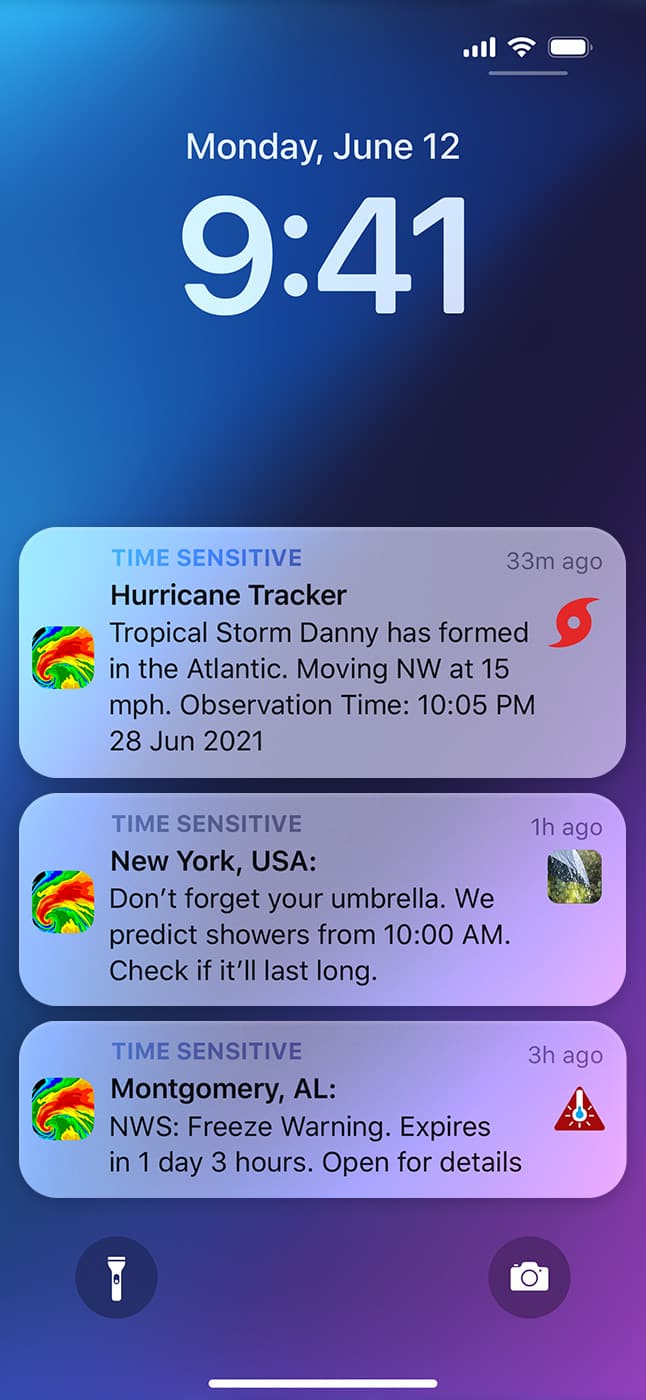 Monday, June 12
9:41
TIME SENSITIVE
33m ago
Hurricane Tracker
Tropical Storm Danny has formed
in the Atlantic. Moving NW at 15
mph. Observation Time: 10:05 PM
28 Jun 2021
TIME SENSITIVE
1h ago
New York, USA:
Don’t forget your umbrella. We
predict showers from 10:00 AM.
Check if it’ll last long.
TIME SENSITIVE
3h ago
Montgomery, AL:
NWS: Freeze Warning. Expires
in 1 day 3 hours. Open for details